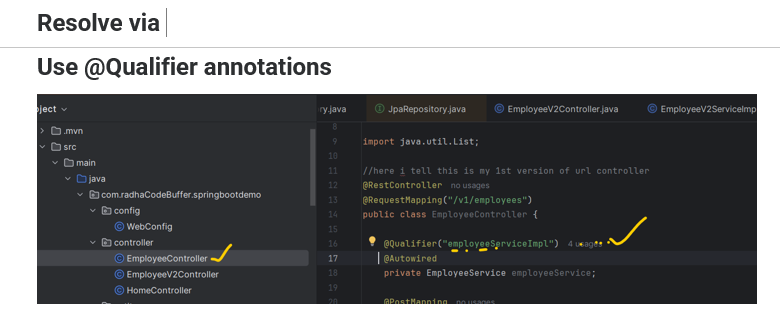 Resolve via
Use @Qualifier annotations
oject
ry.java
JpaRepository.java
EmployeeV2Controller.java
EmployeeV2ServiceImp
.mvn
src
main
java
com.radhaCodeBuffer.springbootdemo
config
WebConfig
controller
EmployeeController
EmployeeV2Controller
HomeController
8
9 import java.util.List;
10
11 //here i tell this is my 1st version of url controller
12 @RestController no usages
13 @RequestMapping("/v1/employees")
14 public class EmployeeController {
15
16 @Qualifier("employeeServiceImpl") 4 usages
17 @Autowired
18 private EmployeeService employeeService;
19
20 @PostMapping no usages